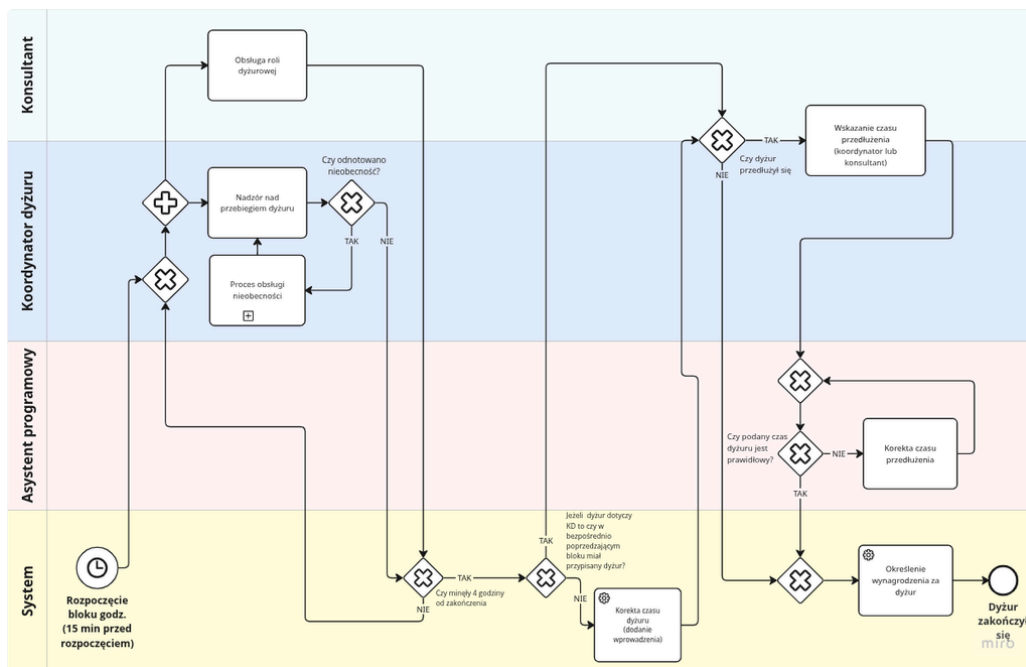 Konsultant
Obsługa roli
dyżurowej
Wskazanie czasu
przedłużenia
(koordynator lub
konsultant)
TAK
Czy dyżur
przedłużył się
NIE
Koordynator dyżuru
Czy odnotowano
nieobecność?
Nadzór nad
przebiegiem dyżuru
TAK
NIE
Proces obsługi
nieobecności
Asystent programowy
Czy podany czas
dyżuru jest
prawidłowy?
NIE
Korekta czasu
przedłużenia
TAK
System
Rozpoczęcie
bloku godz.
(15 min przed
rozpoczęciem)
TAK
Czy minęły 4 godziny
od zakończenia
NIE
Jeżeli dyżur dotyczy
KD to czy w
bezpośrednio
poprzedzającym
bloku miał
przypisany dyżur?
TAK
NIE
Korekta czasu
dyżuru
(dodanie
wprowadzenia)
Określenie
wynagrodzenia za
dyżur
Dyżur
zakończy
się
miro